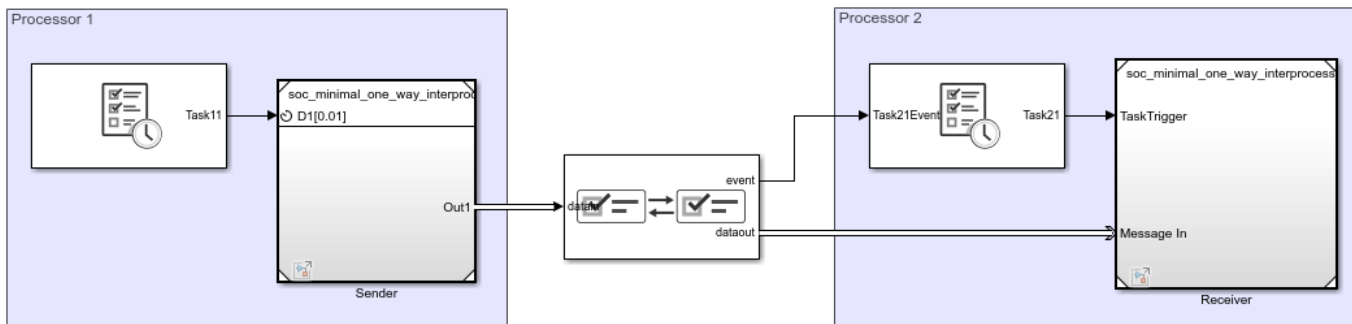 Processor 1
Task11
soc_minimal_one_way_interproc
D1[0.01]
Out1
Sender
datain
event
dataout
Processor 2
Task21Event
Task21
soc_minimal_one_way_interprocess
TaskTrigger
Message In
Receiver